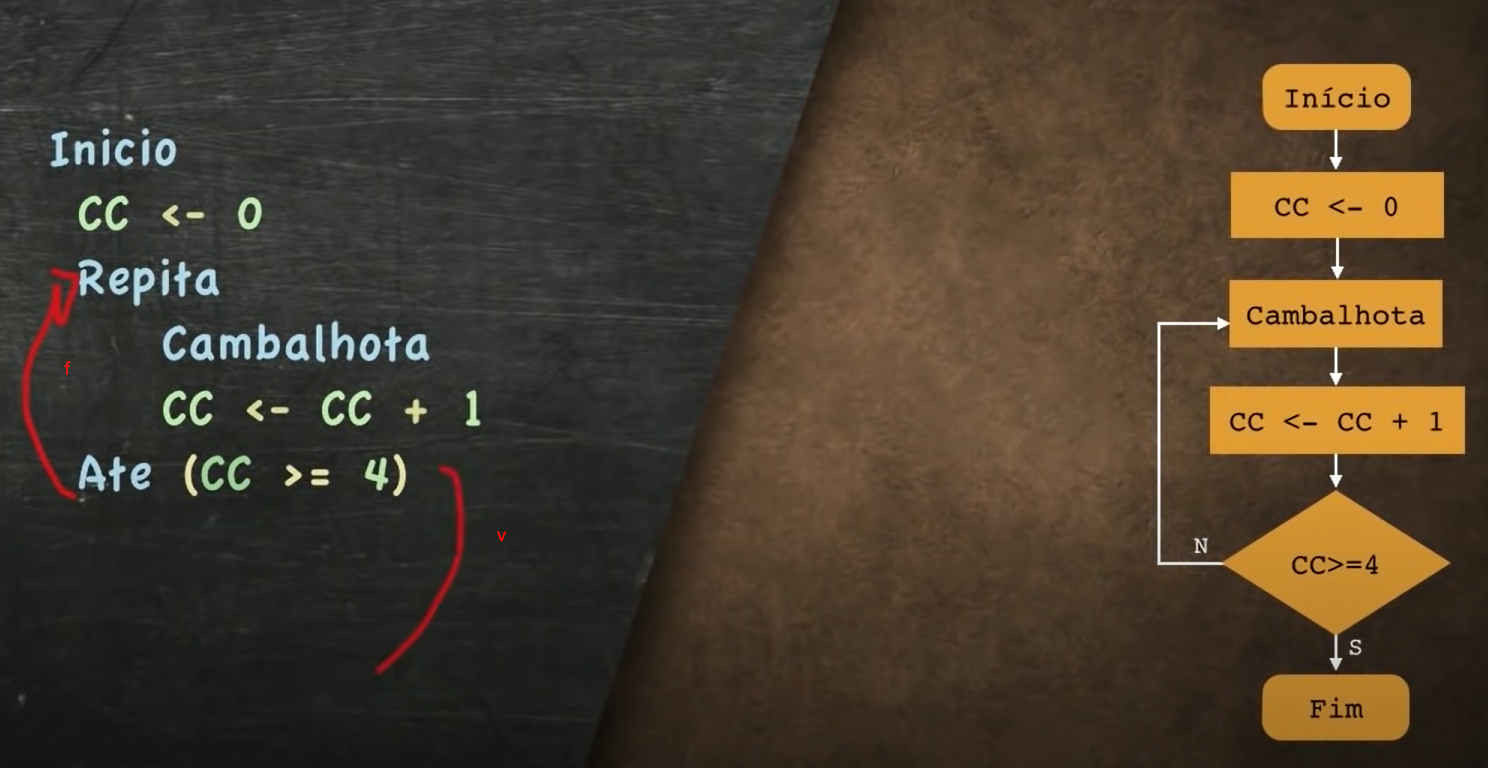 Inicio
CC <- 0
Repita
Cambalhota
f
CC <- CC + 1
Ate (CC >= 4)
v
Início
CC <- 0
Cambalhota
CC <- CC + 1
CC>=4
N
S
Fim